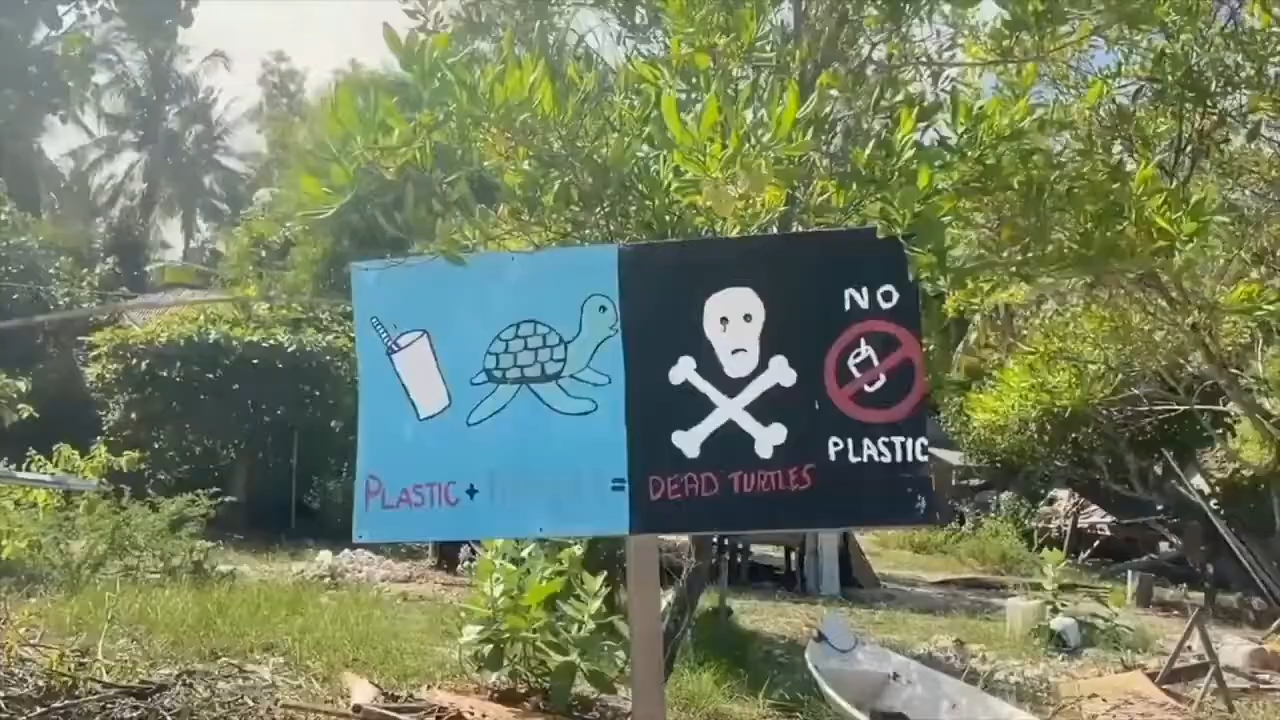 PLASTIC + =
DEAD TURTLES
NO
PLASTIC